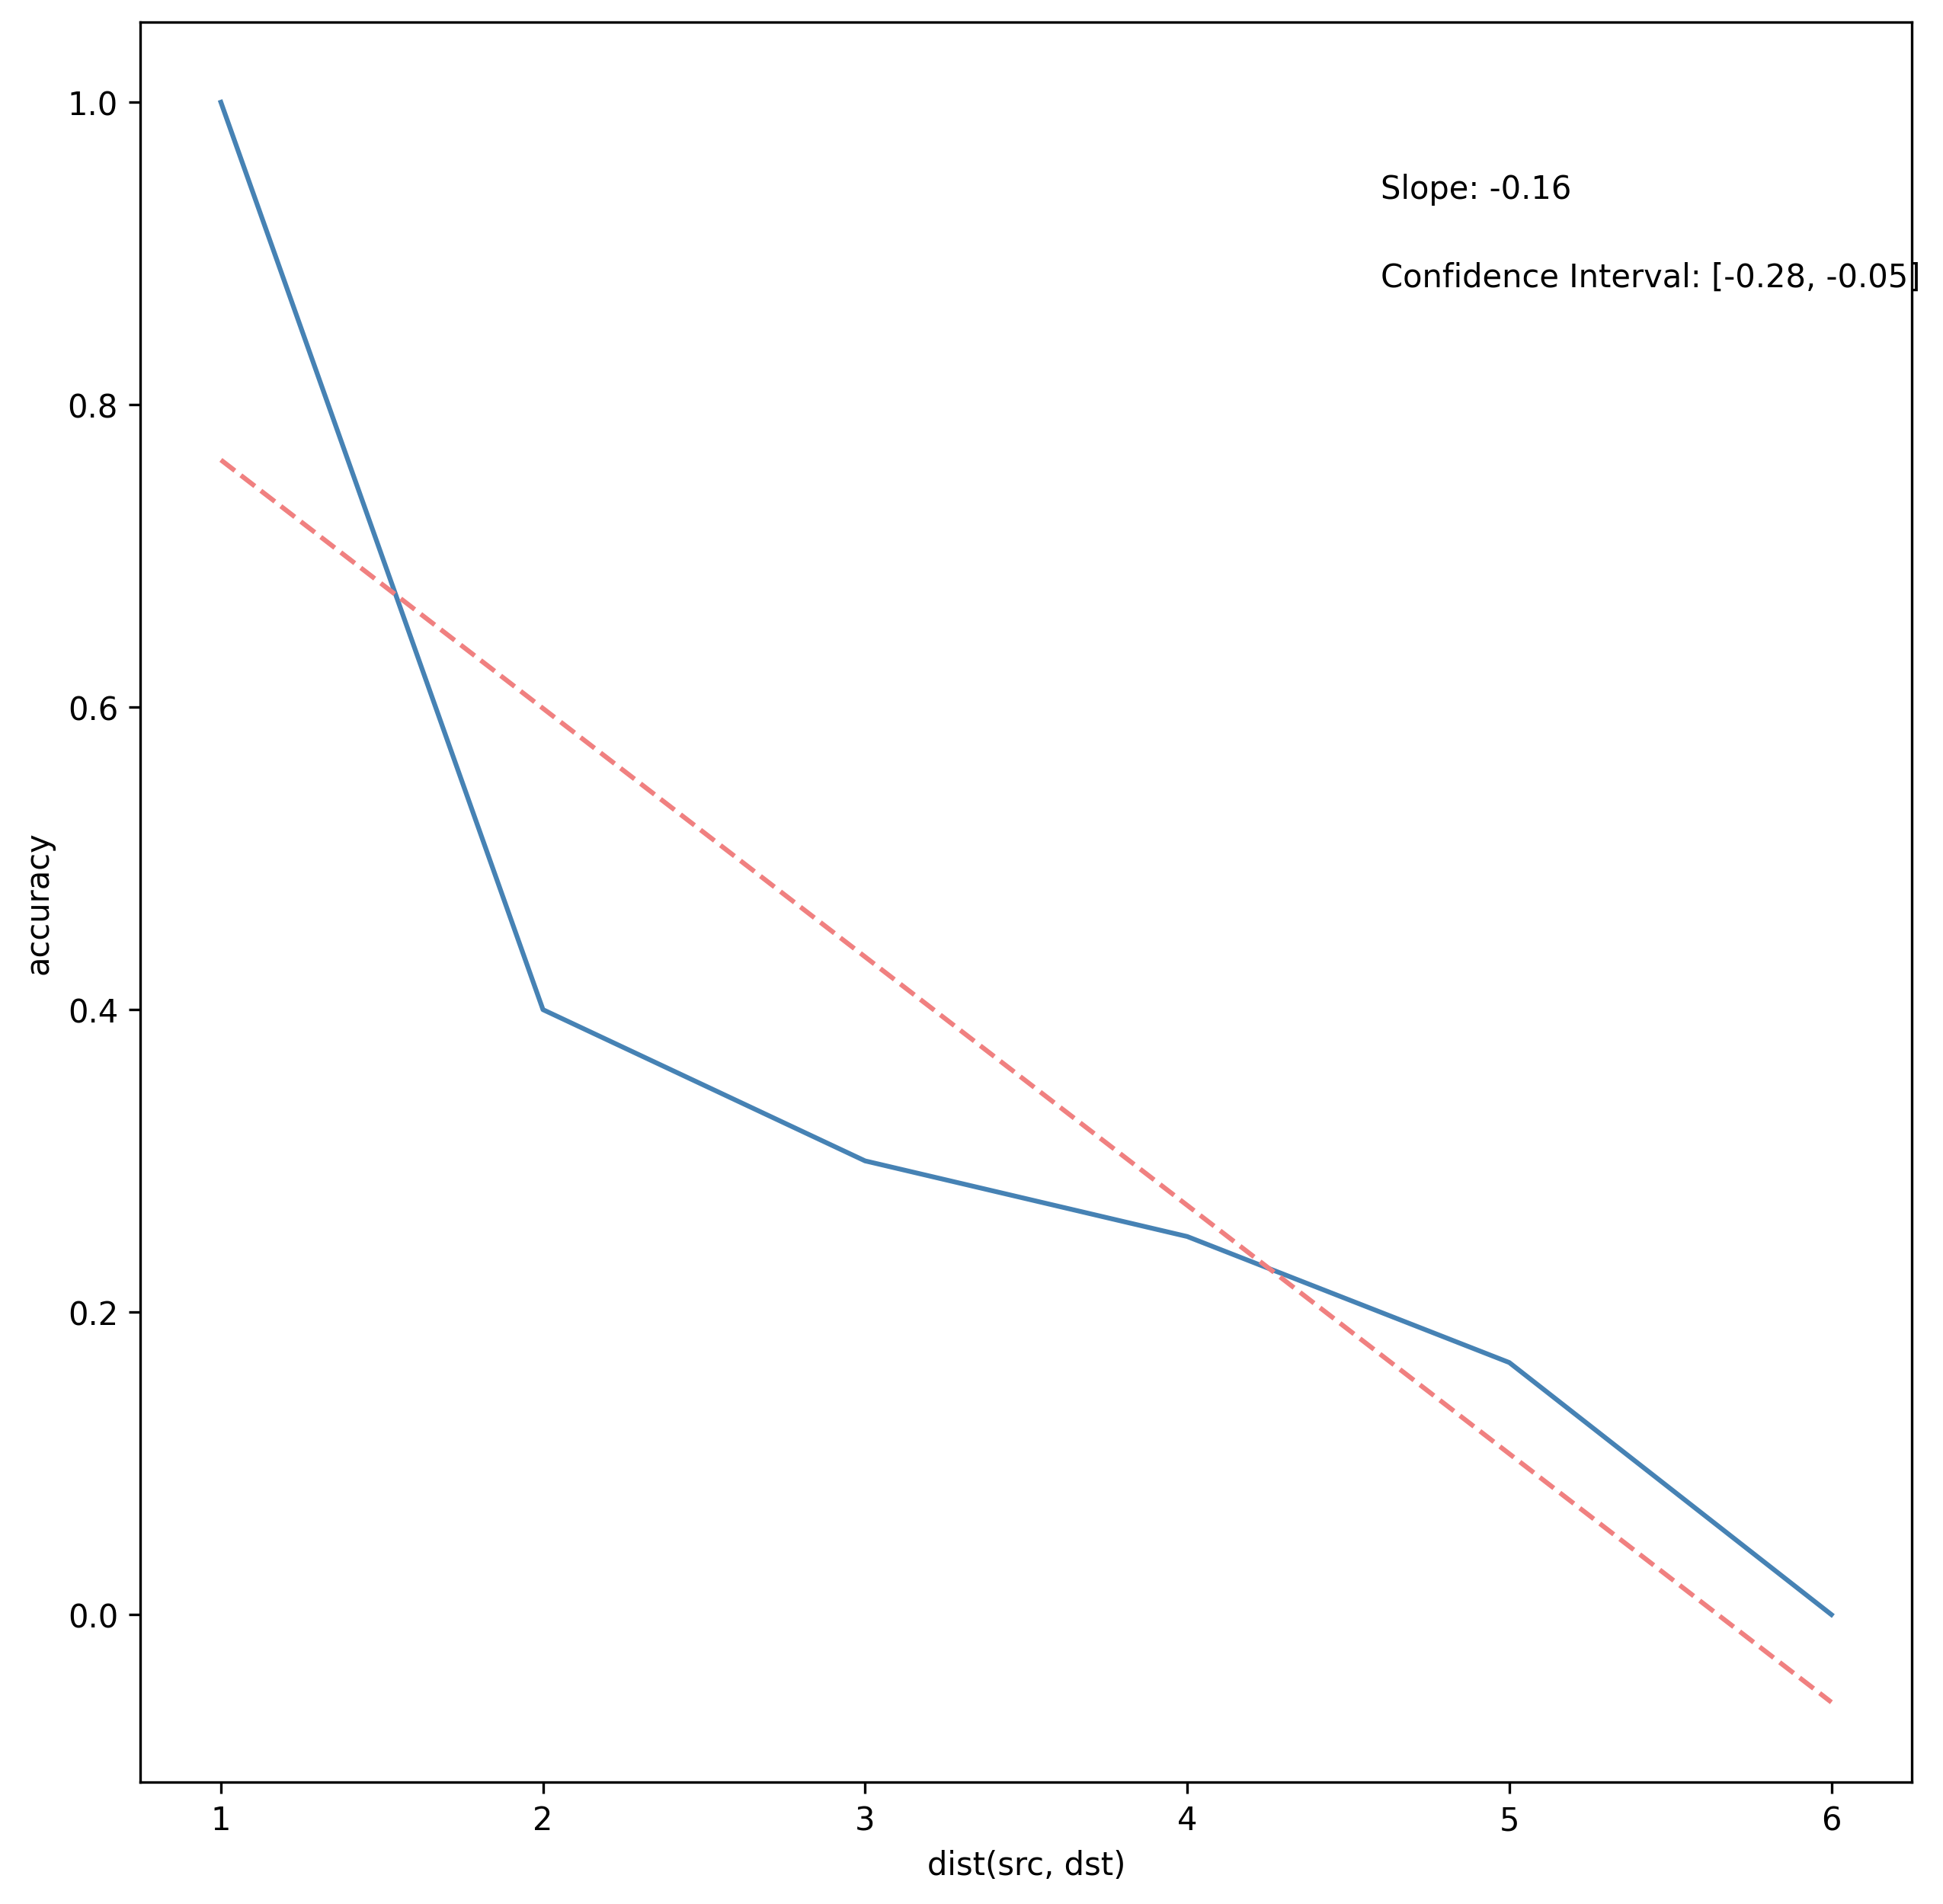 1.0
0.8
0.6
0.4
0.2
0.0
accuracy
Slope: -0.16
Confidence Interval: [-0.28, -0.05]
1 2 3 4 5 6
dist(src, dst)